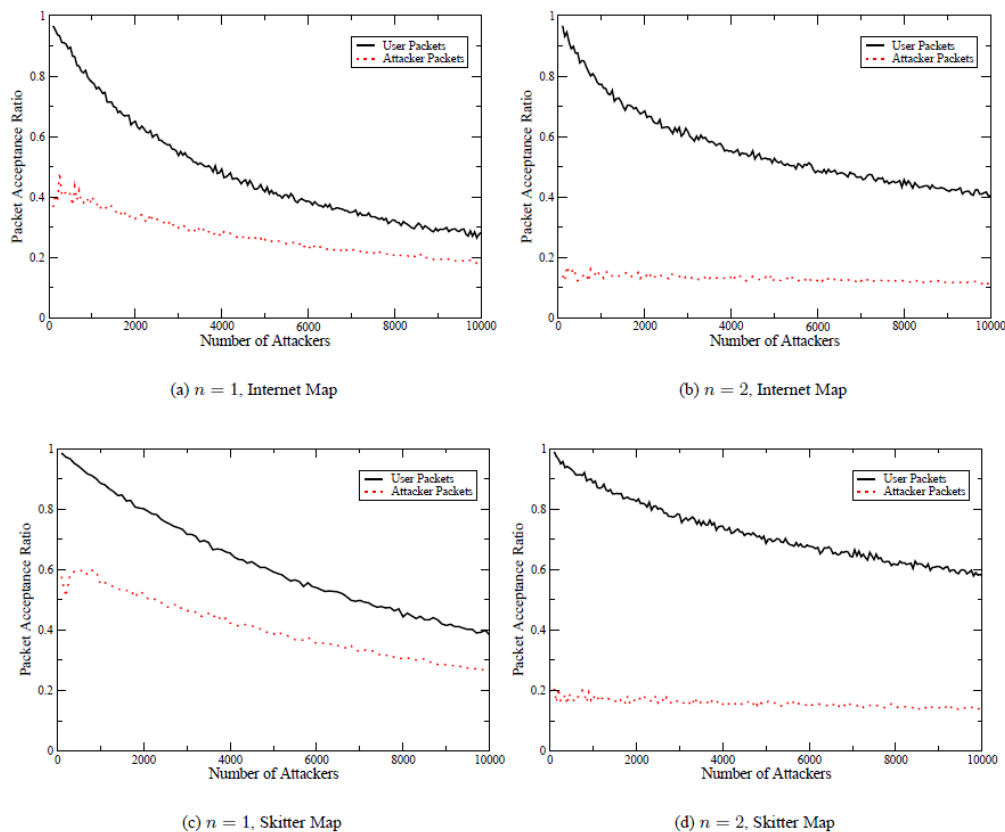 1
0.8
0.6
0.4
0.2
0
0
2000
4000
6000
8000
10000
Packet Acceptance Ratio
Number of Attackers
User Packets
Attacker Packets
(a) n = 1, Internet Map
1
0.8
0.6
0.4
0.2
0
0
2000
4000
6000
8000
10000
Packet Acceptance Ratio
Number of Attackers
User Packets
Attacker Packets
(b) n = 2, Internet Map
1
0.8
0.6
0.4
0.2
0
0
2000
4000
6000
8000
10000
Packet Acceptance Ratio
Number of Attackers
User Packets
Attacker Packets
(c) n = 1, Skitter Map
1
0.8
0.6
0.4
0.2
0
0
2000
4000
6000
8000
10000
Packet Acceptance Ratio
Number of Attackers
User Packets
Attacker Packets
(d) n = 2, Skitter Map